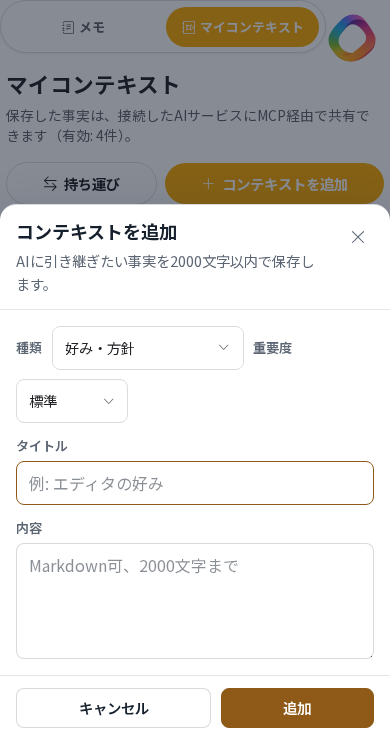 メモ
マイコンテキスト
マイコンテキスト
保存した事実は、接続したAIサービスにMCP経由で共有で
きます（有効: 4件）。
持ち運び
コンテキストを追加
コンテキストを追加
AIに引き継ぎたい事実を2000文字以内で保存し
ます。
種類
好み・方針
重要度
標準
タイトル
例: エディタの好み
内容
Markdown可、2000文字まで
キャンセル
追加